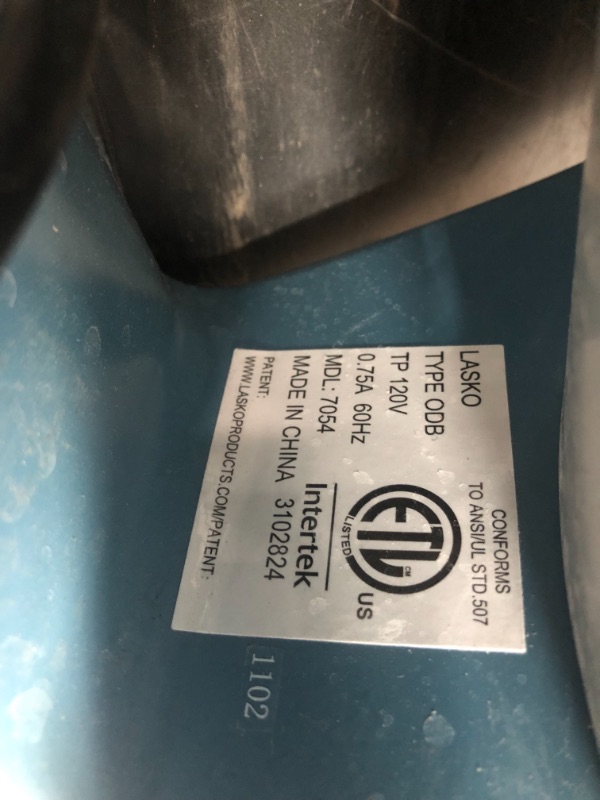 LASKO
TYPE ODB
TP 120V
0.75A 60Hz
MDL: 7054
MADE IN CHINA 3102824
PATENT:
WWW.LASKOPRODUCTS.COM/PATENT:
CONFORMS
TO ANSI/UL STD.507
ETL CM
LISTED
US
Intertek
1102